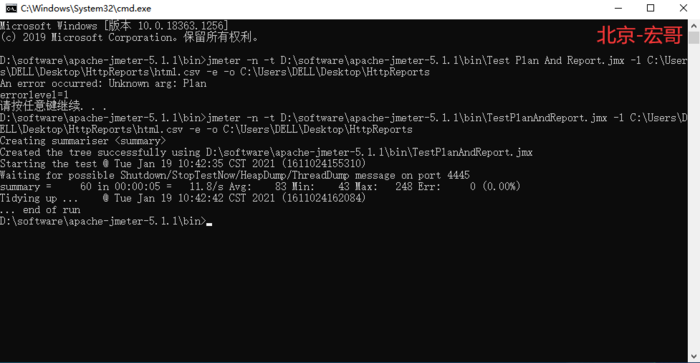 C:\Windows\System32\cmd.exe
Microsoft Windows [版本 10.0.18363.1256]
(c) 2019 Microsoft Corporation。保留所有权利。
北京-宏哥
D:\software\apache-jmeter-5.1.1\bin>jmeter -n -t D:\software\apache-jmeter-5.1.1\bin\Test Plan And Report.jmx -l C:\User
s\DELL\Desktop\HttpReports\html.csv -e -o C:\Users\DELL\Desktop\HttpReports
An error occurred: Unknown arg: Plan
errorlevel=1
请按任意键继续. . .
D:\software\apache-jmeter-5.1.1\bin>jmeter -n -t D:\software\apache-jmeter-5.1.1\bin\TestPlanAndReport.jmx -l C:\Users\D
ELL\Desktop\HttpReports\html.csv -e -o C:\Users\DELL\Desktop\HttpReports
Creating summariser <summary>
Created the tree successfully using D:\software\apache-jmeter-5.1.1\bin\TestPlanAndReport.jmx
Starting the test @ Tue Jan 19 10:42:35 CST 2021 (1611024155310)
Waiting for possible Shutdown/StopTestNow/HeapDump/ThreadDump message on port 4445
summary =     60 in 00:00:05 =   11.8/s Avg:    83 Min:    43 Max:   248 Err:     0 (0.00%)
Tidying up ...    @ Tue Jan 19 10:42:42 CST 2021 (1611024162084)
... end of run
D:\software\apache-jmeter-5.1.1\bin>